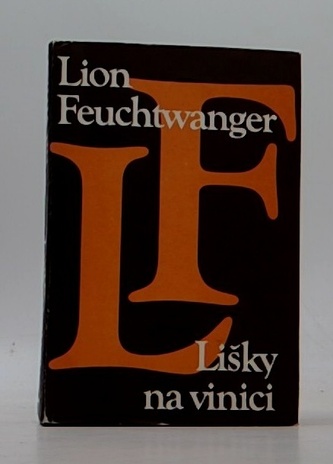 Lion
Feuchtwanger
LF
Lišky
na vinici